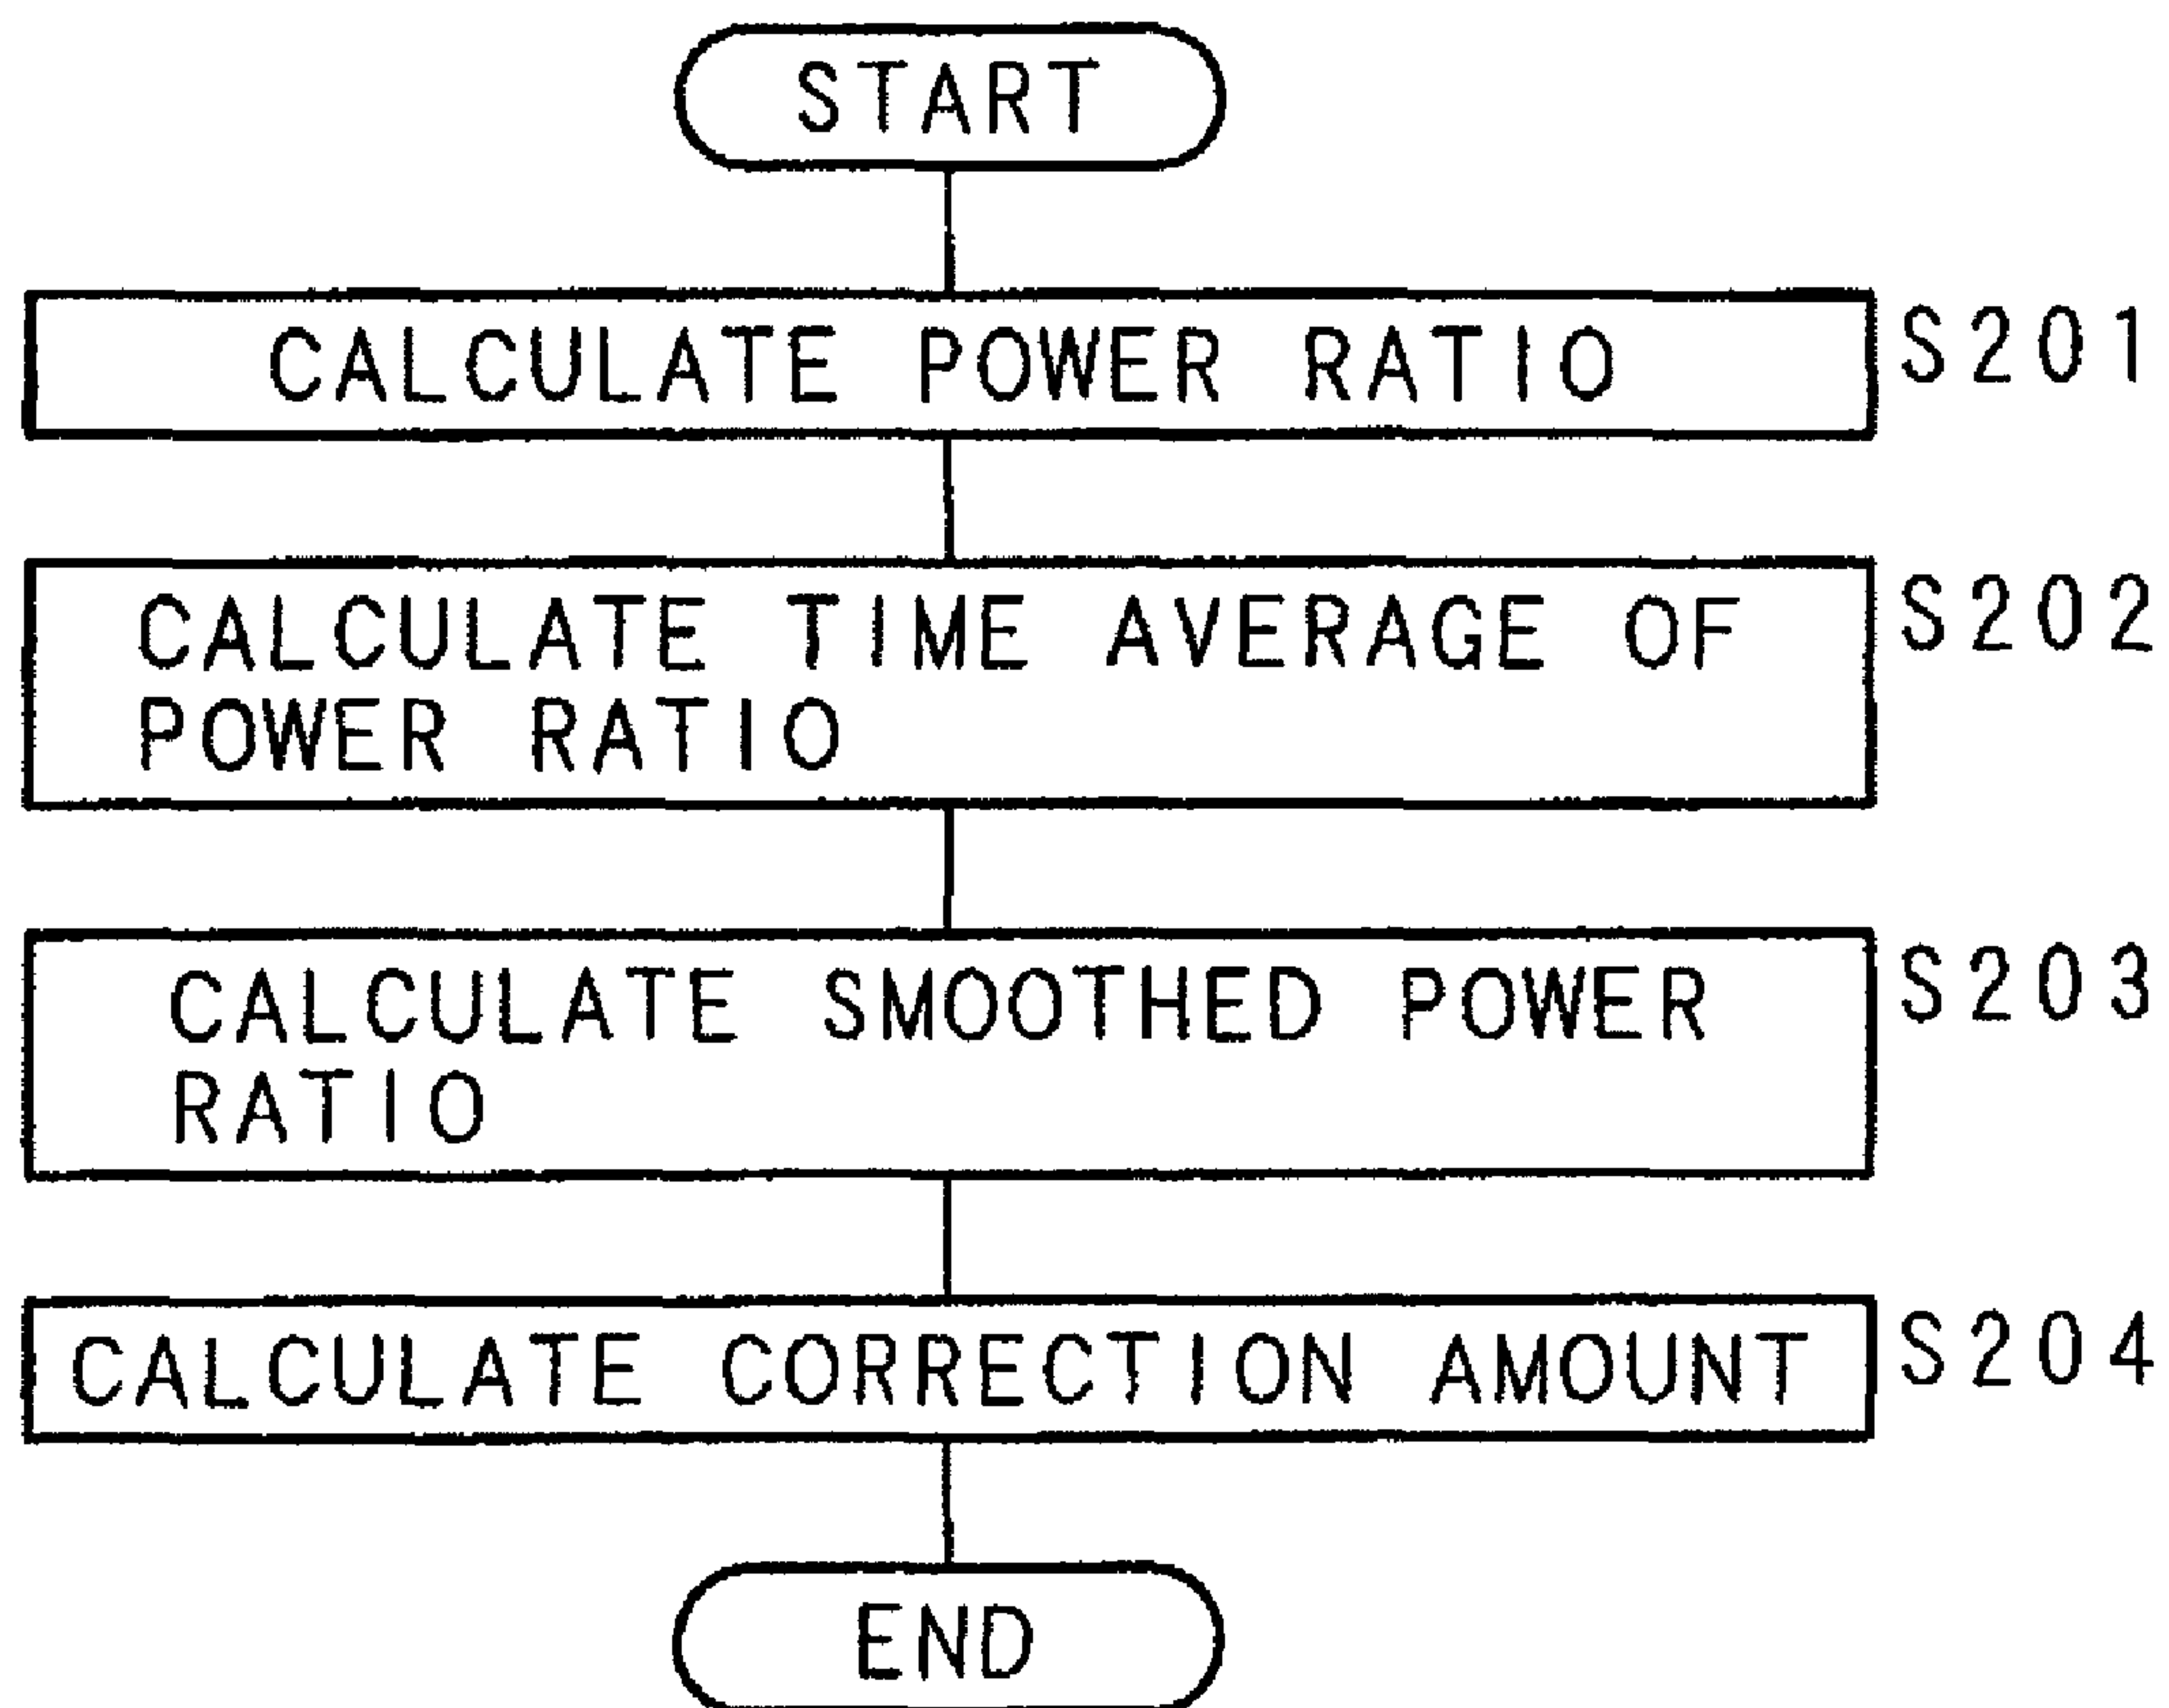 START
CALCULATE POWER RATIO S201
CALCULATE TIME AVERAGE OF S202
POWER RATIO
CALCULATE SMOOTHED POWER S203
RATIO
CALCULATE CORRECTION AMOUNT S204
END